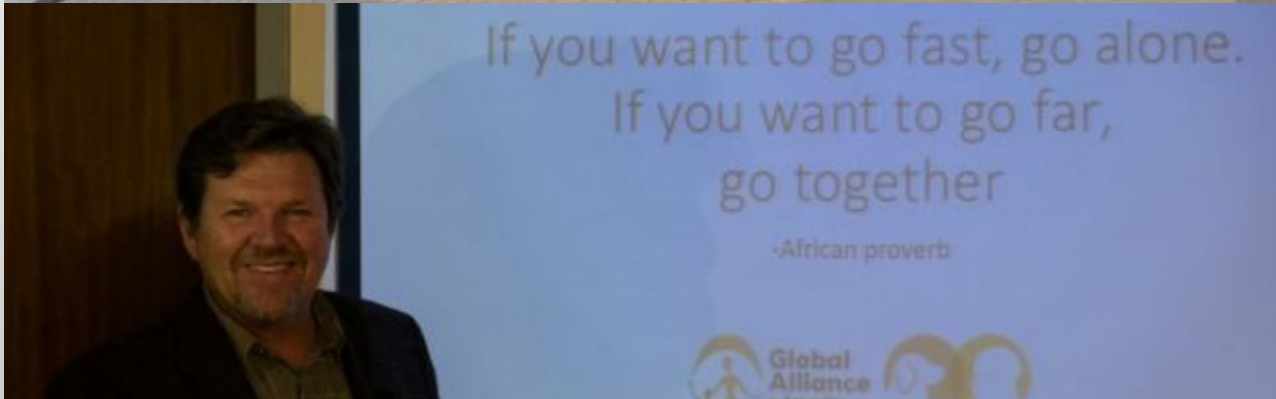 If you want to go fast, go alone.
If you want to go far,
go together
-African proverb
Global
Alliance